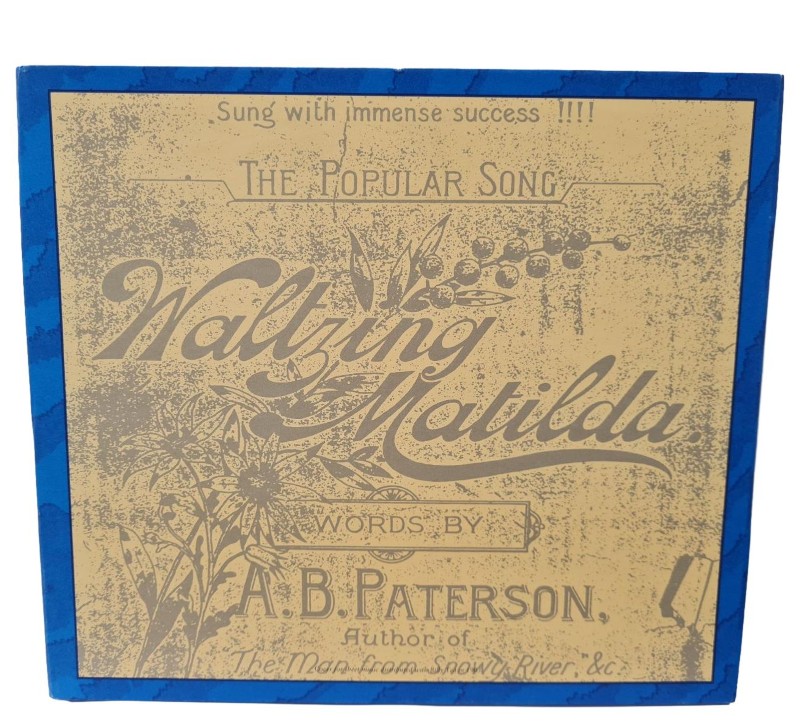 Sung with immense success !!!!
THE POPULAR SONG
Waltzing
Matilda.
WORDS BY
A. B. PATERSON,
Author of
The Man from Snowy River, &c.